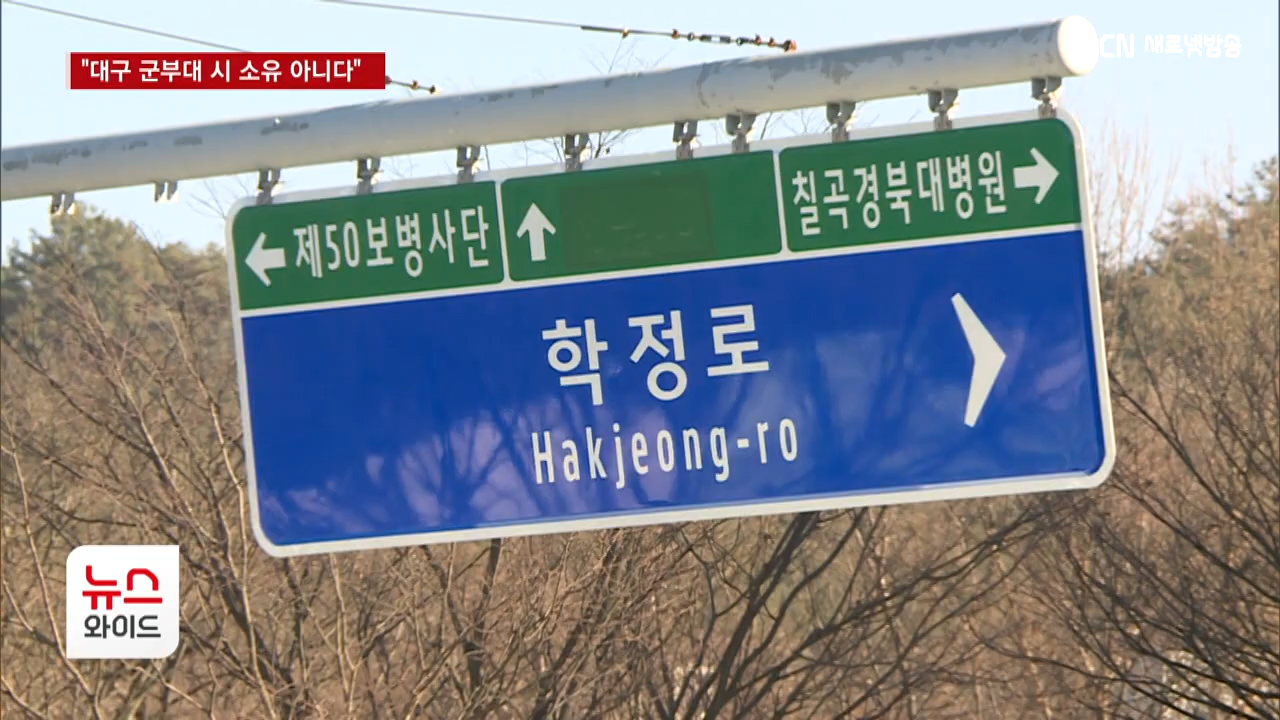 "대구 군부대 시 소유 아니다"
CN 새로넷방송
제50보병사단
칠곡경북대병원
학정로
Hakjeong-ro
뉴스
와이드